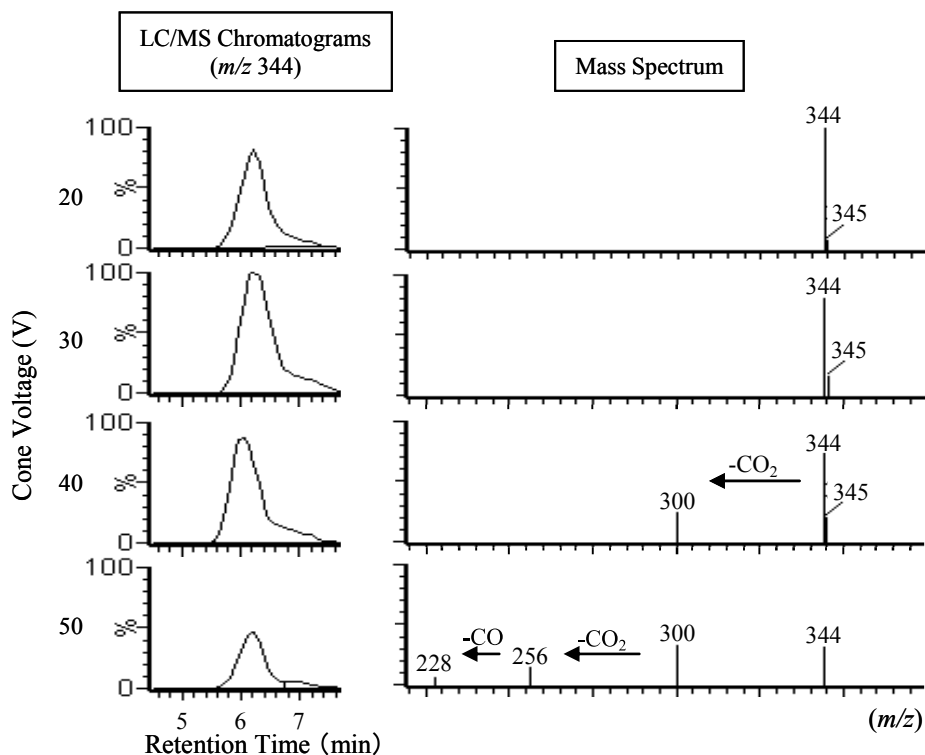 LC/MS Chromatograms
(m/z 344)
Mass Spectrum
Cone Voltage (V)
20
100
%
0
344
345
30
100
%
0
344
345
40
100
%
0
-CO₂
300
344
345
50
100
%
0
228
-CO
256
-CO₂
300
344
5 6 7
Retention Time (min)
(m/z)